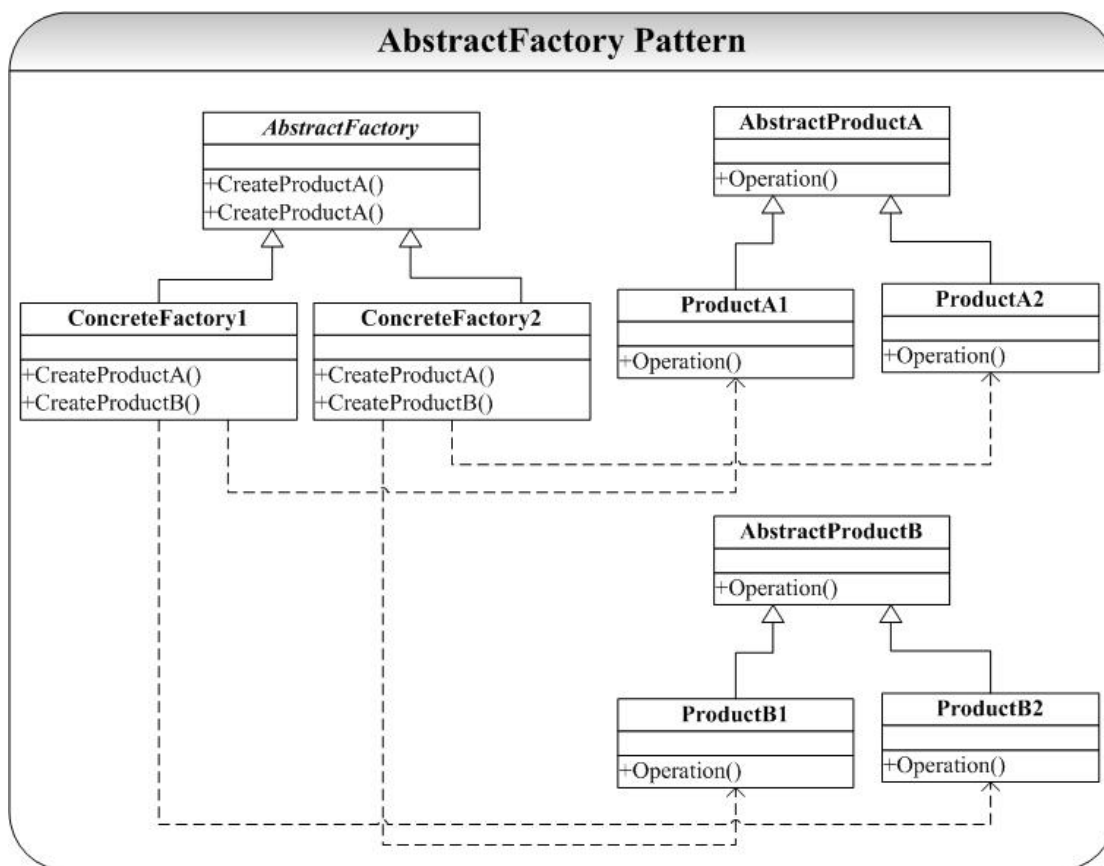 AbstractFactory Pattern
AbstractFactory
+CreateProductA()
+CreateProductA()
ConcreteFactory1
+CreateProductA()
+CreateProductB()
ConcreteFactory2
+CreateProductA()
+CreateProductB()
AbstractProductA
+Operation()
ProductA1
+Operation()
ProductA2
+Operation()
AbstractProductB
+Operation()
ProductB1
+Operation()
ProductB2
+Operation()